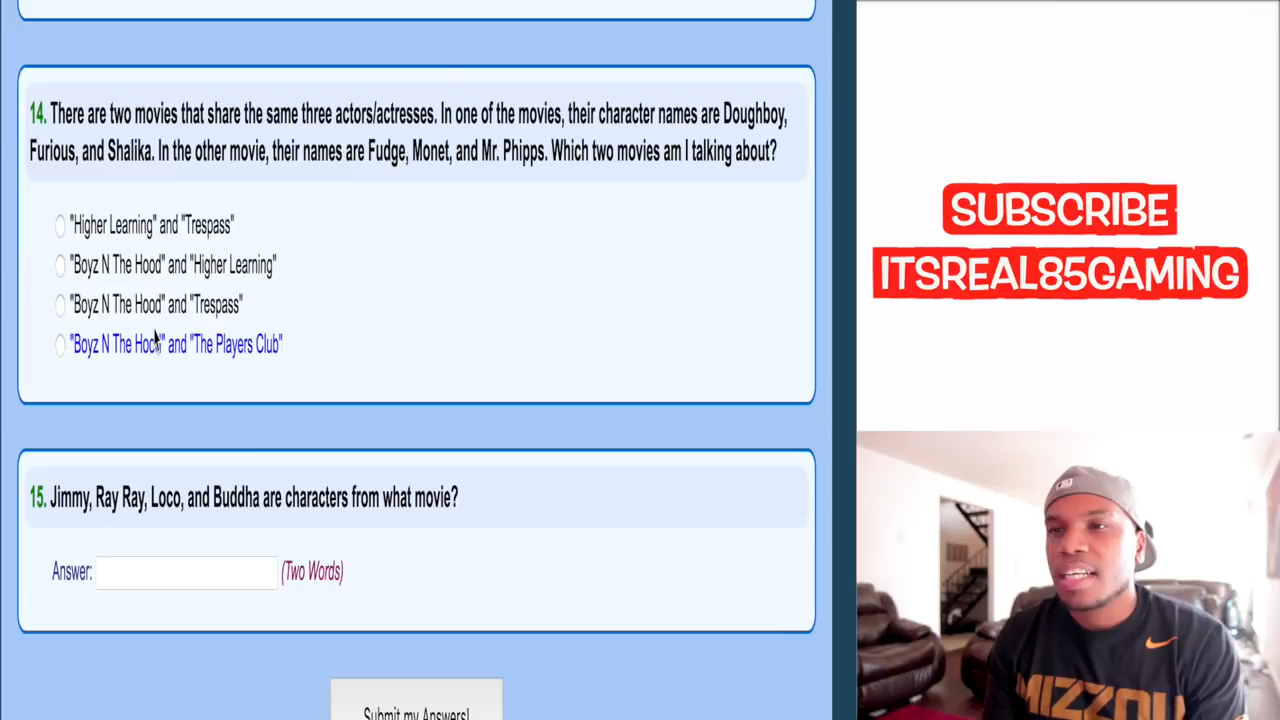 14. There are two movies that share the same three actors/actresses. In one of the movies, their character names are Doughboy,
Furious, and Shalika. In the other movie, their names are Fudge, Monet, and Mr. Phipps. Which two movies am I talking about?
"Higher Learning" and "Trespass"
"Boyz N The Hood" and "Higher Learning"
"Boyz N The Hood" and "Trespass"
"Boyz N The Hood" and "The Players Club"
15. Jimmy, Ray Ray, Loco, and Buddha are characters from what movie?
Answer: (Two Words)
Submit my Answers!
SUBSCRIBE
ITSREAL85GAMING
MIZZOU